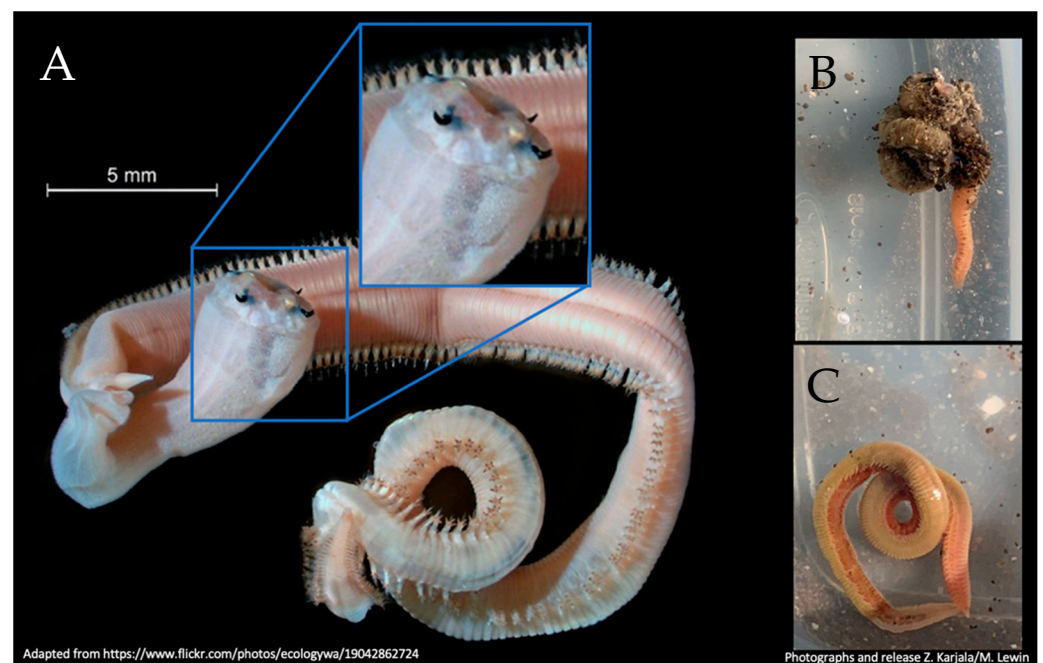 A
5 mm
B
C
Adapted from https://www.flickr.com/photos/ecologywa/19042862724
Photographs and release Z. Karjala/M. Lewin